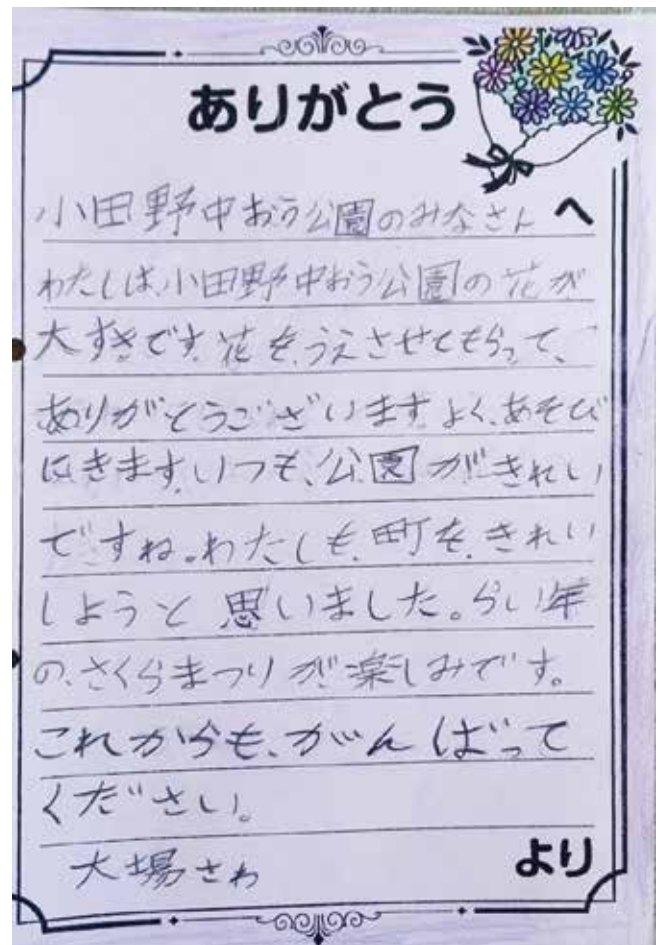 ありがとう
小田野中おう公園のみなさんへ
わたしは、小田野中おう公園の花が
大すきです。花を、うえさせてもらって、
ありがとうございます。よく、あそび
にきます。いつも、公園がきれい
ですね。わたしも、町を、きれい
しようと思いました。らい年
の、さくらまつりが楽しみです。
これからも、がんばって
ください。
大場さわ より